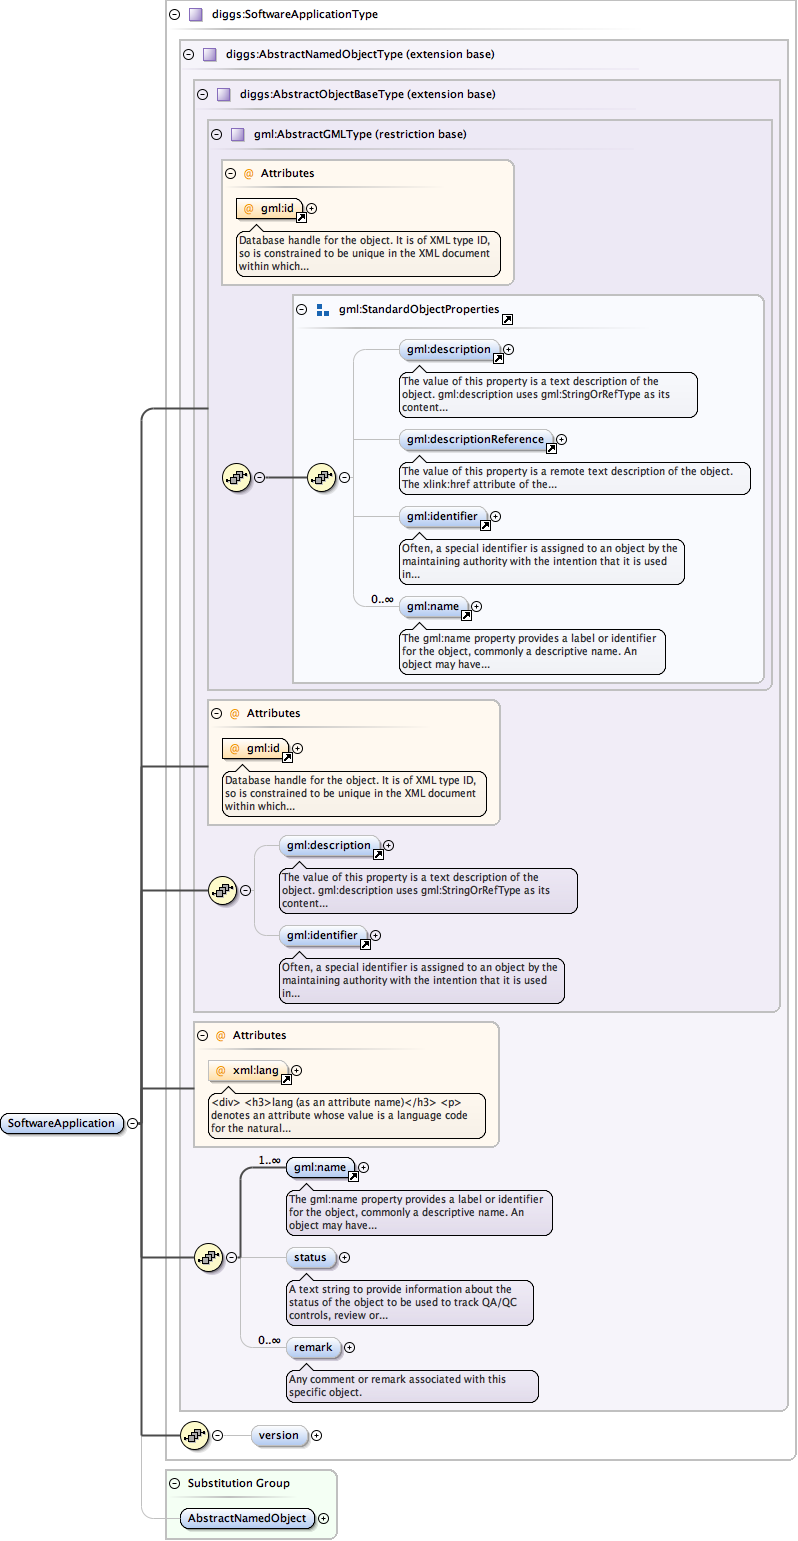 diggs:SoftwareApplicationType
diggs:AbstractNamedObjectType (extension base)
diggs:AbstractObjectBaseType (extension base)
gml:AbstractGMLType (restriction base)
@ Attributes
@ gml:id
Database handle for the object. It is of XML type ID,
so is constrained to be unique in the XML document
within which...
gml:StandardObjectProperties
gml:description
The value of this property is a text description of the
object. gml:description uses gml:StringOrRefType as its
content...
gml:descriptionReference
The value of this property is a remote text description of the object.
The xlink:href attribute of the...
gml:identifier
Often, a special identifier is assigned to an object by the
maintaining authority with the intention that it is used
in...
0..∞
gml:name
The gml:name property provides a label or identifier
for the object, commonly a descriptive name. An
object may have...
@ Attributes
@ gml:id
Database handle for the object. It is of XML type ID,
so is constrained to be unique in the XML document
within which...
gml:description
The value of this property is a text description of the
object. gml:description uses gml:StringOrRefType as its
content...
gml:identifier
Often, a special identifier is assigned to an object by the
maintaining authority with the intention that it is used
in...
@ Attributes
@ xml:lang
<div> <h3>lang (as an attribute name)</h3> <p>
denotes an attribute whose value is a language code
for the natural...
SoftwareApplication
1..∞
gml:name
The gml:name property provides a label or identifier
for the object, commonly a descriptive name. An
object may have...
status
A text string to provide information about the
status of the object to be used to track QA/QC
controls, review or...
0..∞
remark
Any comment or remark associated with this
specific object.
version
Substitution Group
AbstractNamedObject